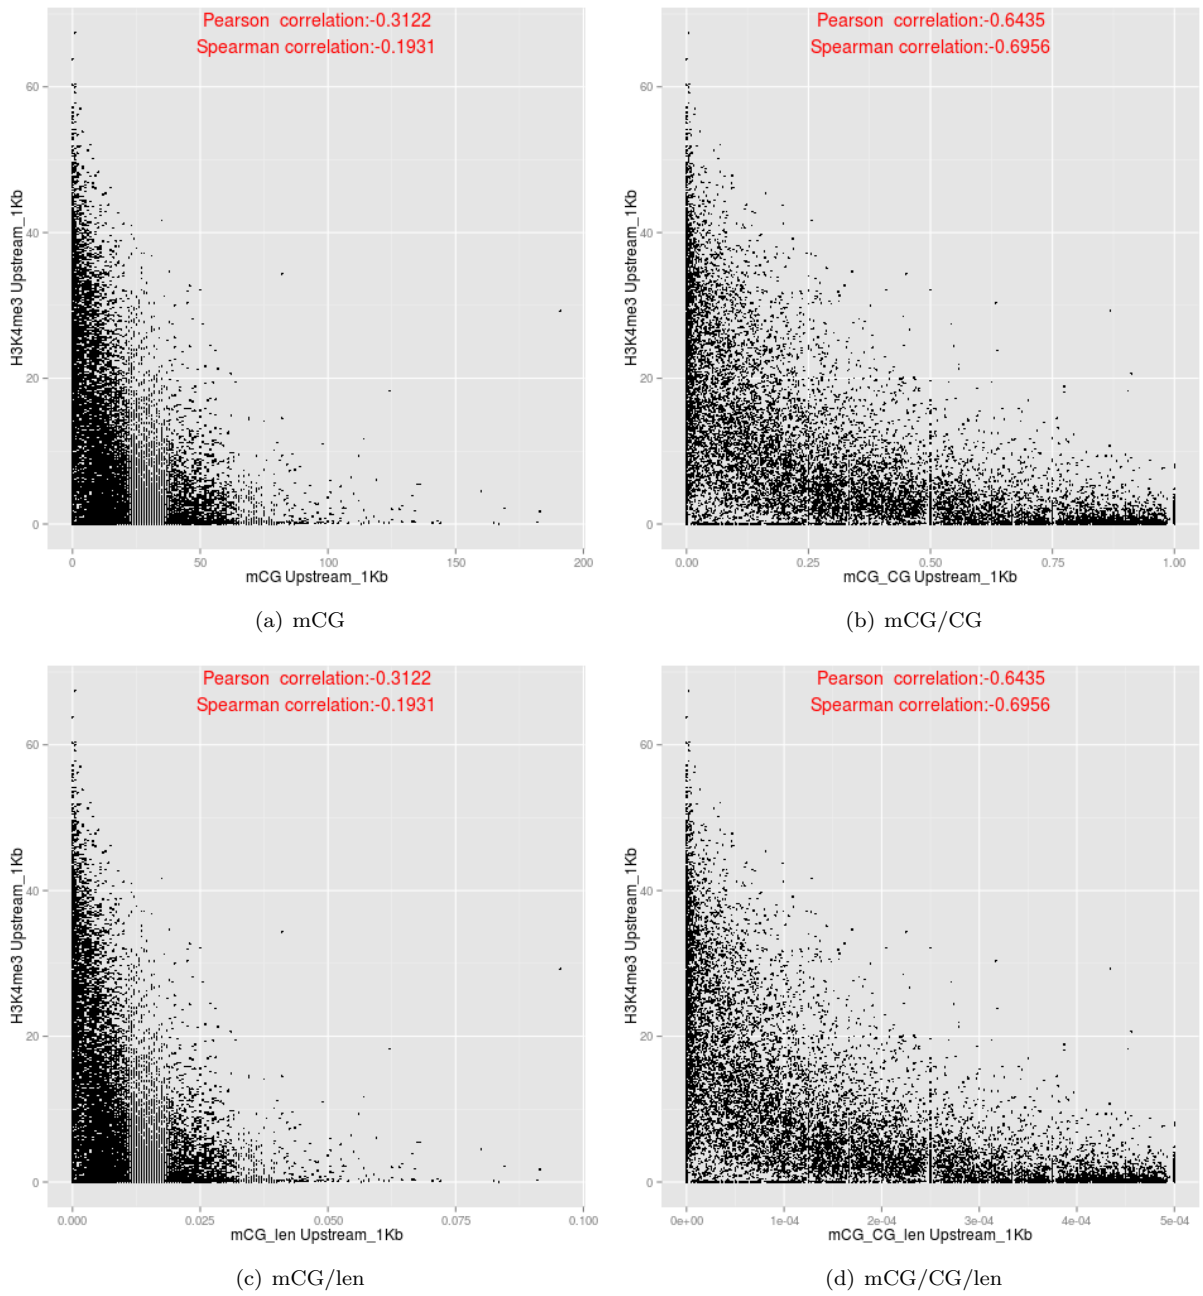 Pearson  correlation:-0.3122
Spearman correlation:-0.1931
H3K4me3 Upstream_1Kb
60
40
20
0
0 50 100 150 200
mCG Upstream_1Kb
(a) mCG
Pearson  correlation:-0.6435
Spearman correlation:-0.6956
H3K4me3 Upstream_1Kb
60
40
20
0
0.00 0.25 0.50 0.75 1.00
mCG_CG Upstream_1Kb
(b) mCG/CG
Pearson  correlation:-0.3122
Spearman correlation:-0.1931
H3K4me3 Upstream_1Kb
60
40
20
0
0.000 0.025 0.050 0.075 0.100
mCG_len Upstream_1Kb
(c) mCG/len
Pearson  correlation:-0.6435
Spearman correlation:-0.6956
H3K4me3 Upstream_1Kb
60
40
20
0
0e+00 1e-04 2e-04 3e-04 4e-04 5e-04
mCG_CG_len Upstream_1Kb
(d) mCG/CG/len